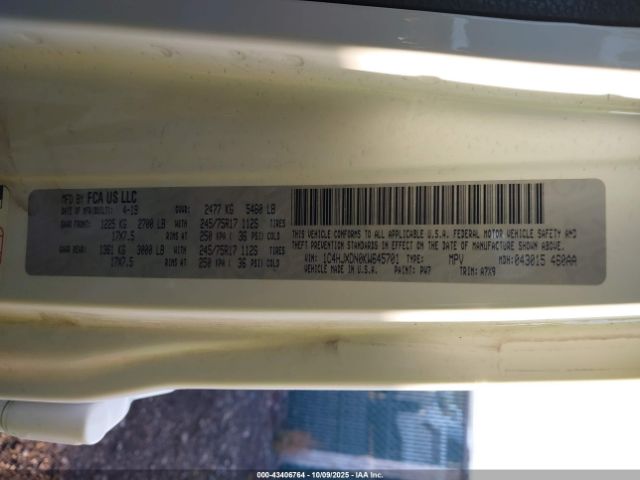 MFD BY FCA US LLC
DATE OF MFR 4-19 GVWR: 2477 KG 5460 LB
GAWR FRONT: 1225 KG 2700 LB WITH 245/75R17 112S TIRES
17X7.5 RIMS AT 250 KPA ( 36 PSI) COLD
GAWR REAR: 1361 KG 3000 LB WITH 245/75R17 112S TIRES
17X7.5 RIMS AT 250 KPA ( 36 PSI) COLD
THIS VEHICLE CONFORMS TO ALL APPLICABLE U.S.A. FEDERAL MOTOR VEHICLE SAFETY AND
THEFT PREVENTION STANDARDS IN EFFECT ON THE DATE OF MANUFACTURE SHOWN ABOVE.
VIN: 1C4HJXDN0KW645701 TYPE: MPV MDH: 043015 460AA
MADE IN U.S.A. PAINT: PW7 TRIM: A7X9
000-43406764 - 10/09/2025 - IAA Inc.